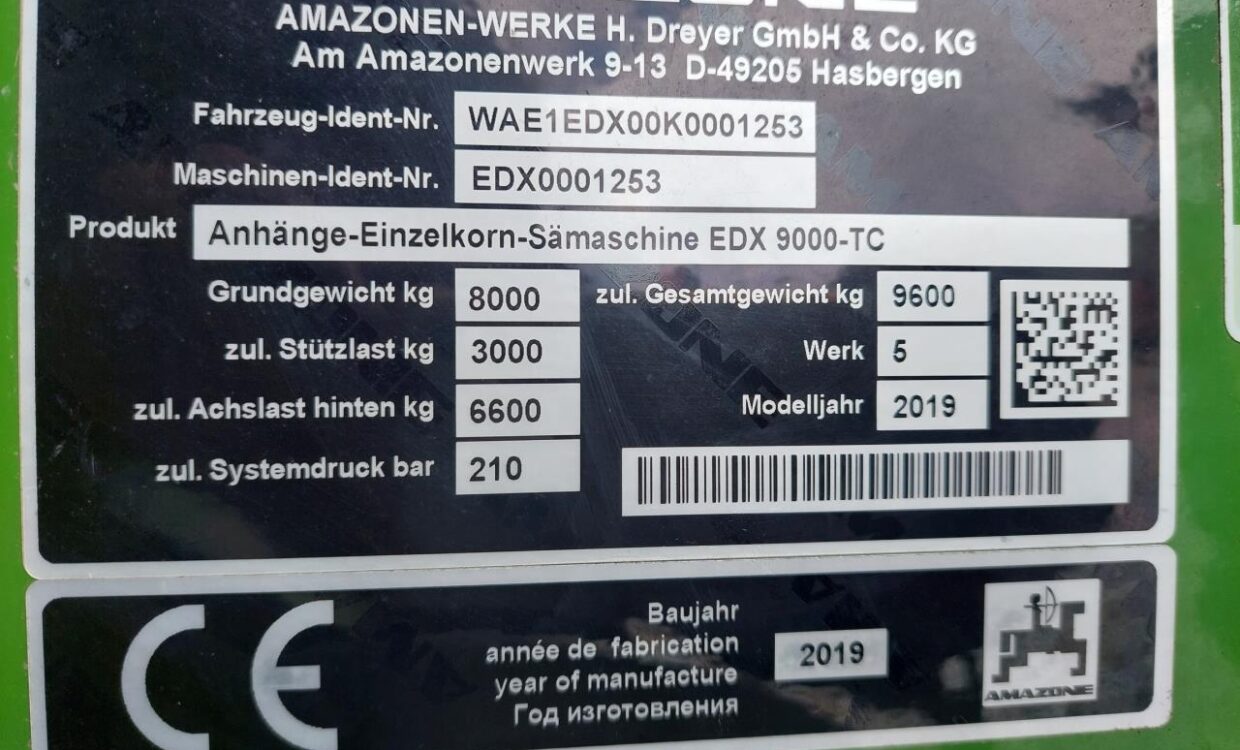 AMAZONEN-WERKE H. Dreyer GmbH & Co. KG
Am Amazonenwerk 9-13 D-49205 Hasbergen
Fahrzeug-Ident-Nr. WAE1EDX00K0001253
Maschinen-Ident-Nr. EDX0001253
Produkt Anhänge-Einzelkorn-Sämaschine EDX 9000-TC
Grundgewicht kg 8000 zul. Gesamtgewicht kg 9600
zul. Stützlast kg 3000 Werk 5
zul. Achslast hinten kg 6600 Modelljahr 2019
zul. Systemdruck bar 210
CE
Baujahr
année de fabrication 2019
year of manufacture
Год изготовления
AMAZONE